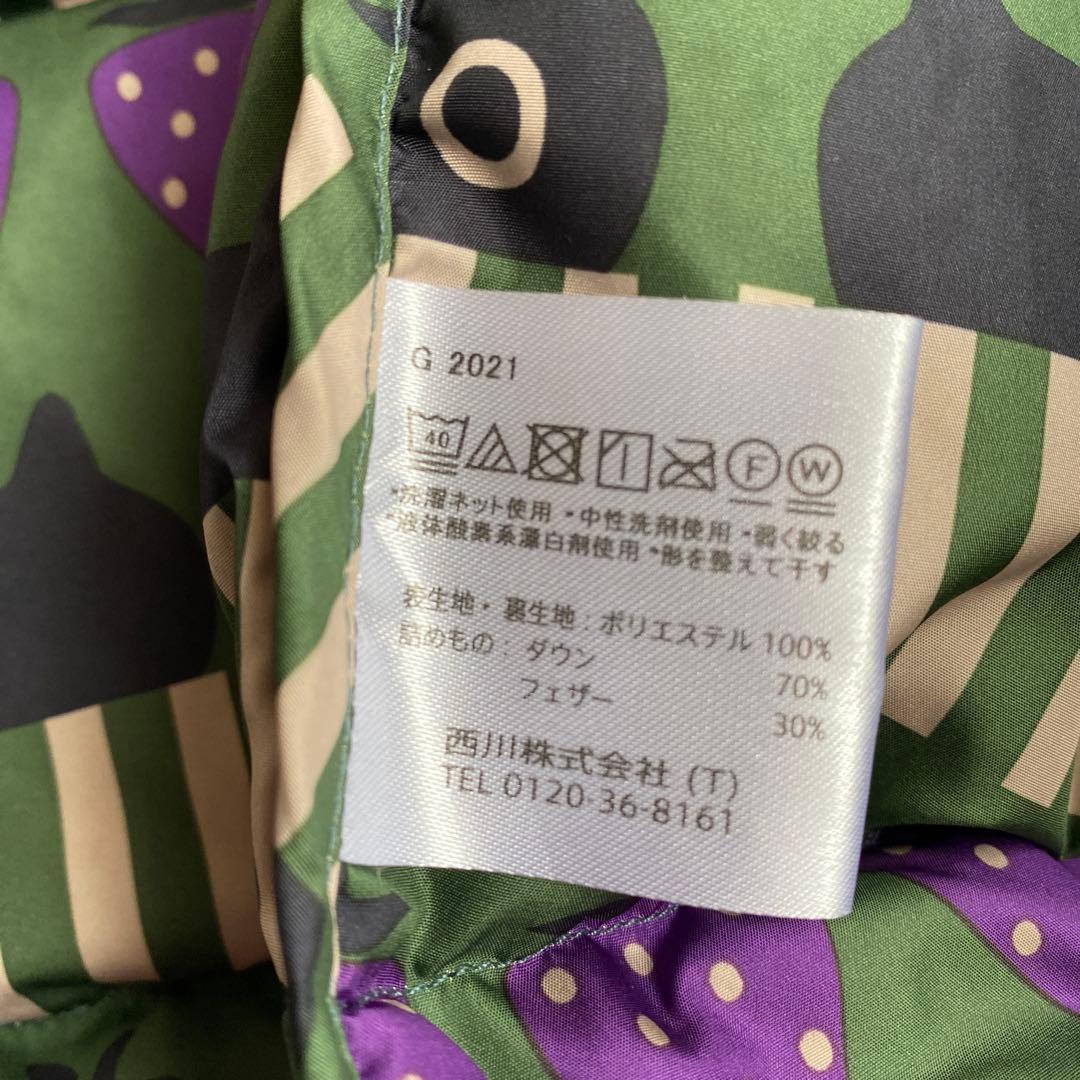 G 2021
40 F W
*洗濯ネット使用 *中性洗剤使用 *弱く絞る
*液体酸素系漂白剤使用 *形を整えて干す
表生地・裏生地：ポリエステル 100%
詰めもの：ダウン 70%
フェザー 30%
西川株式会社 (T)
TEL 0120-36-8161